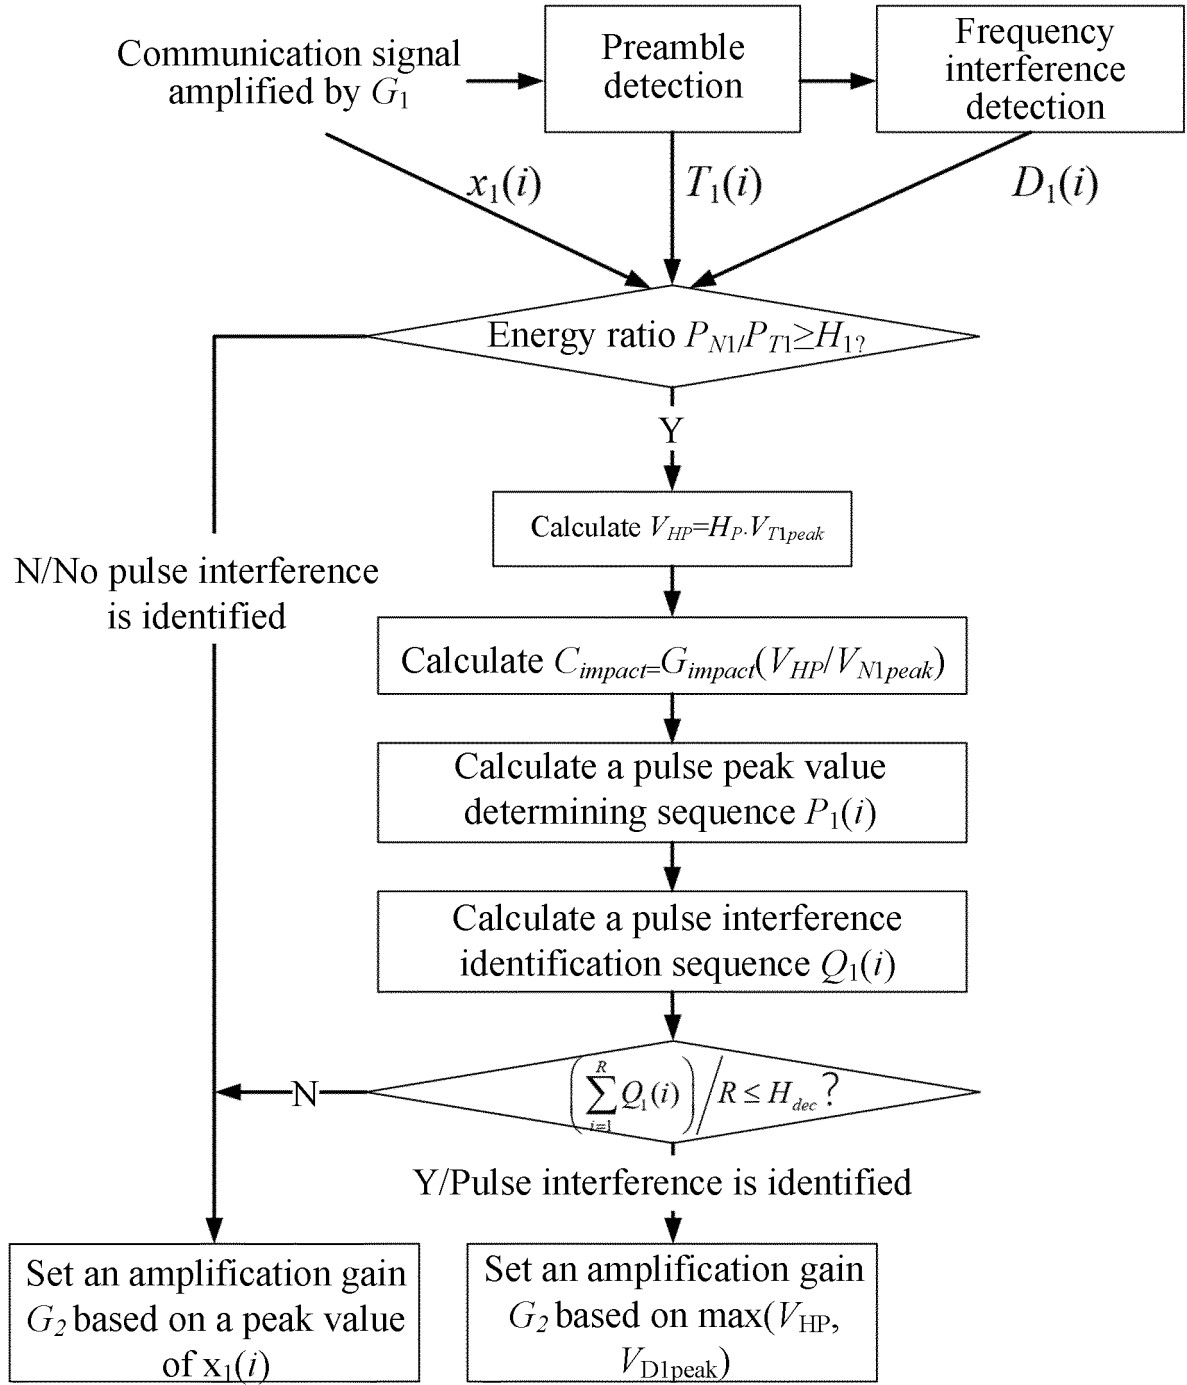 Communication signal
amplified by G1
Preamble
detection
Frequency
interference
detection
x1(i)
T1(i)
D1(i)
Energy ratio PN1/PT1≥H1?
Y
Calculate VHP=HP·VT1peak
N/No pulse interference
is identified
Calculate Cimpact=Gimpact(VHP/VN1peak)
Calculate a pulse peak value
determining sequence P1(i)
Calculate a pulse interference
identification sequence Q1(i)
N
(∑_{i=1}^{R} Q1(i))/R ≤ Hdec?
Y/Pulse interference is identified
Set an amplification gain
G2 based on a peak value
of x1(i)
Set an amplification gain
G2 based on max(VHP,
VD1peak)